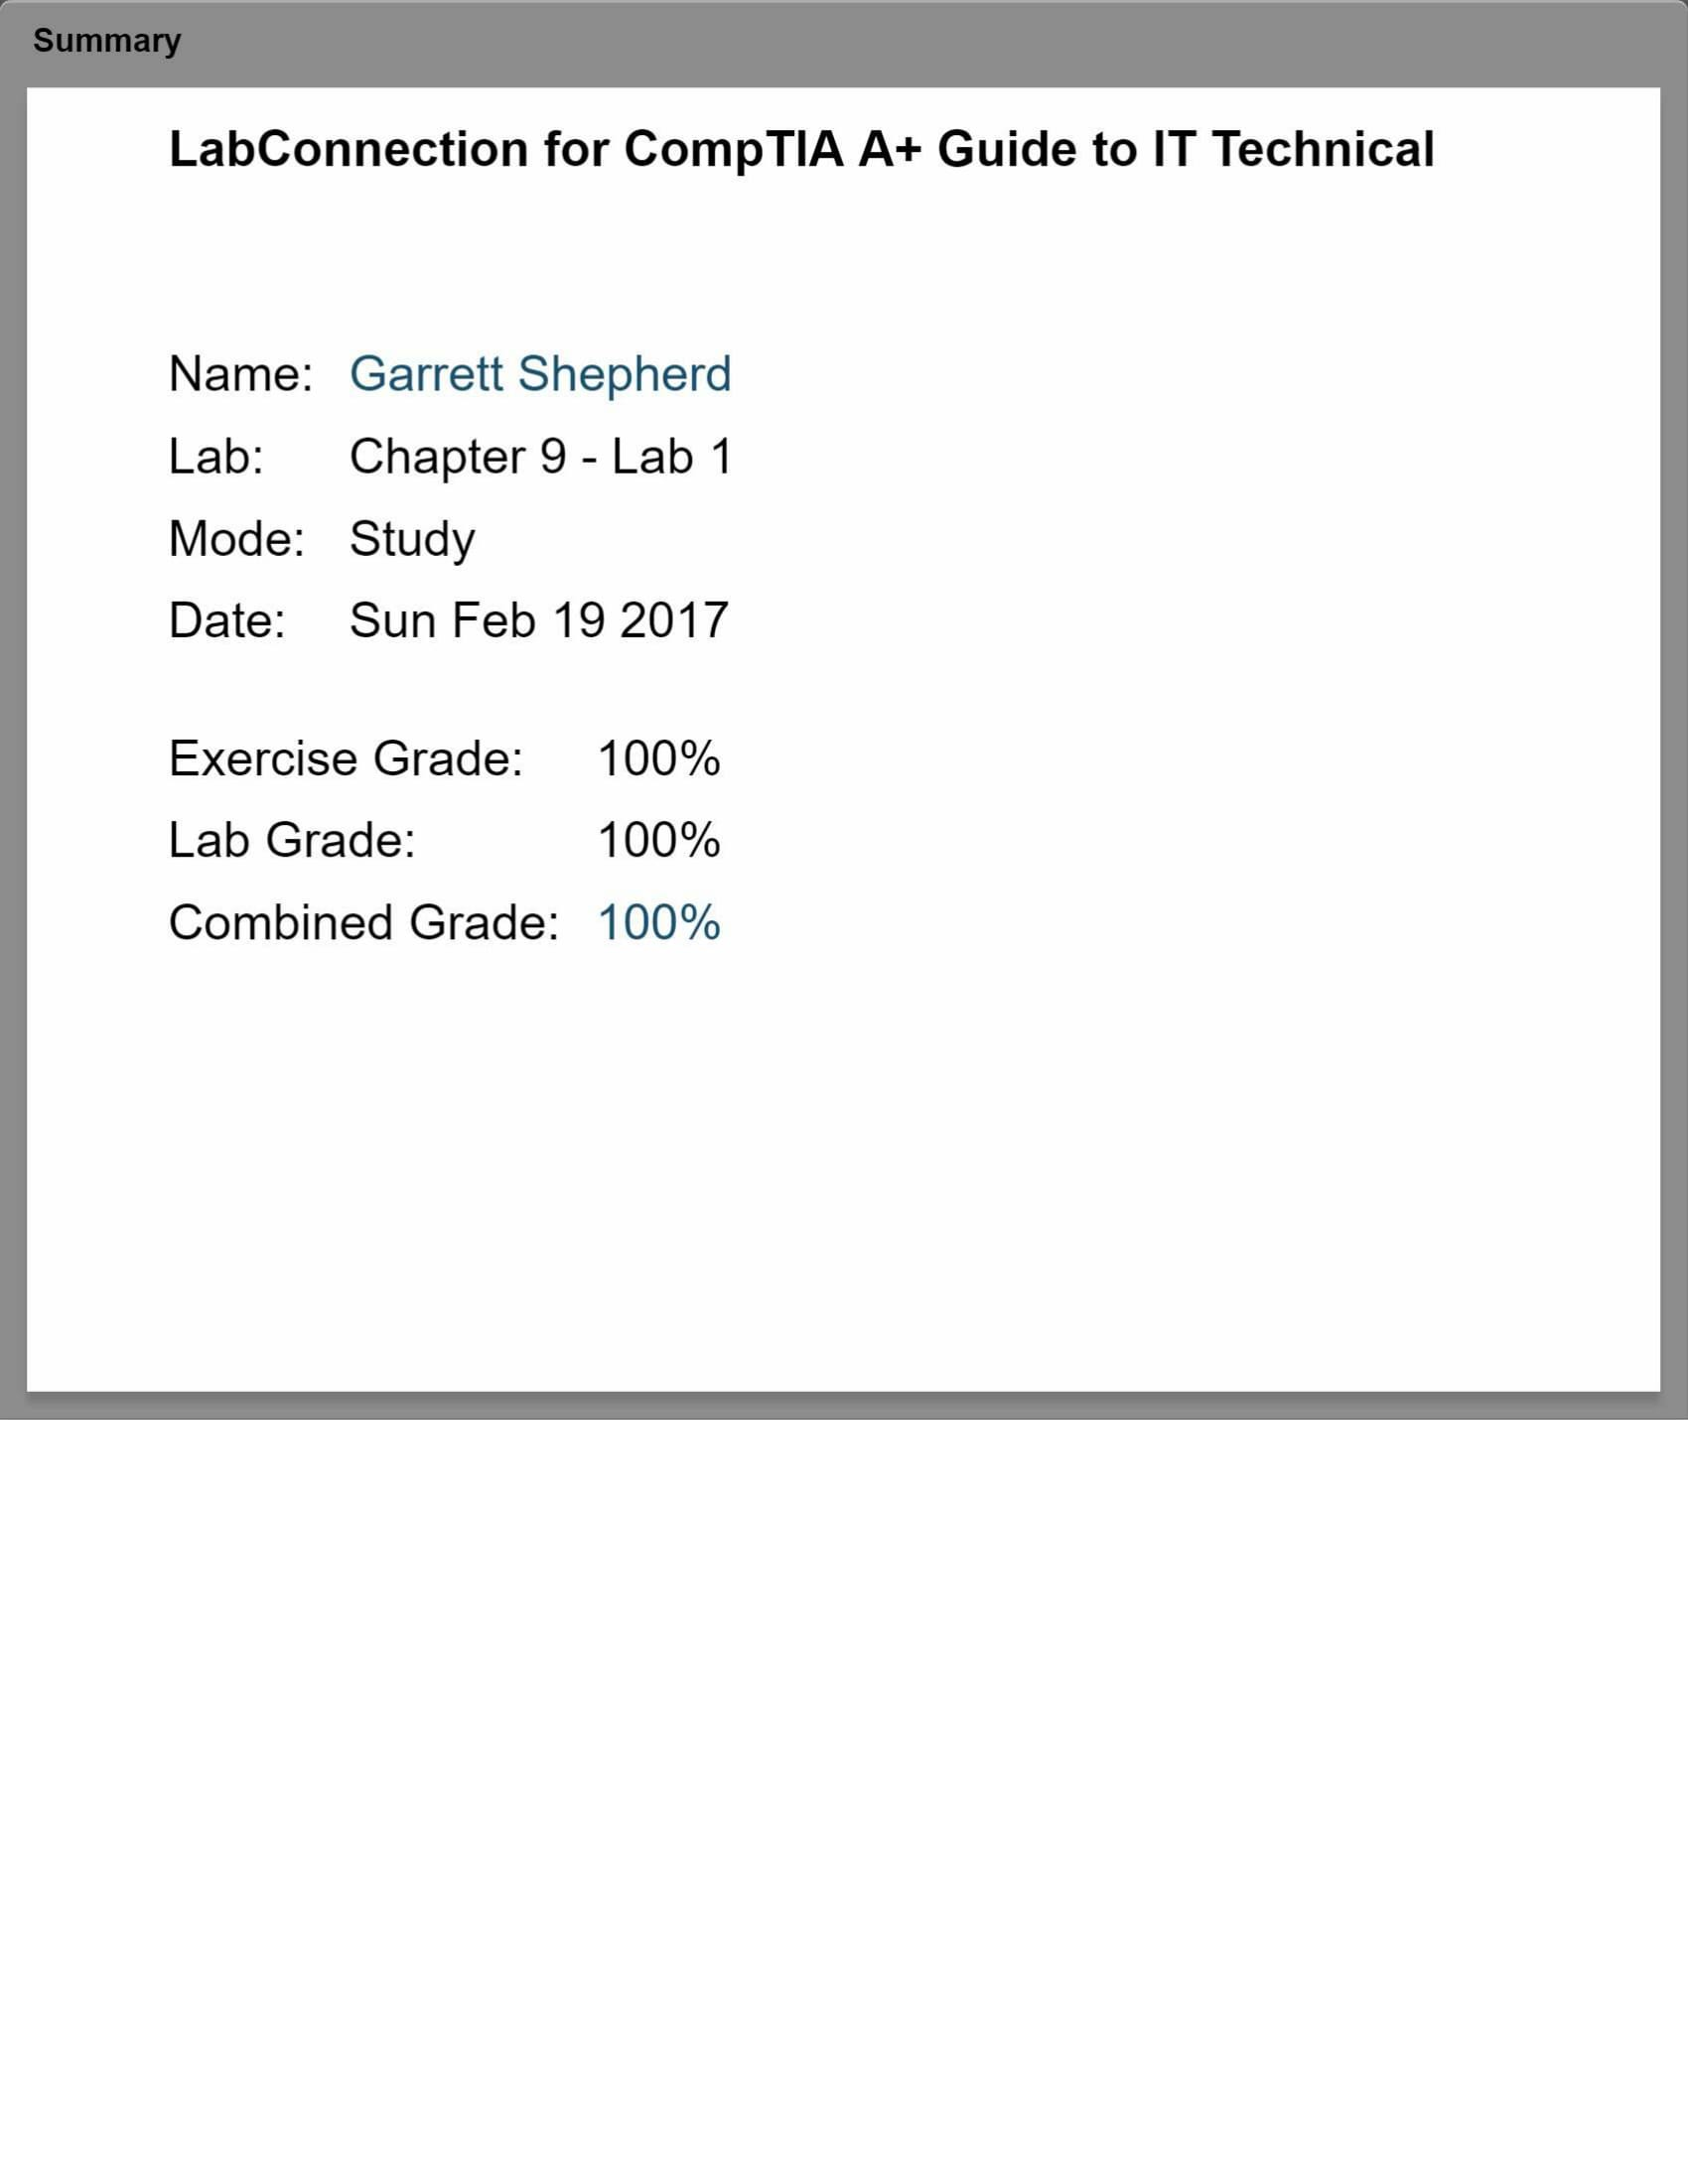 Summary
LabConnection for CompTIA A+ Guide to IT Technical
Name: Garrett Shepherd
Lab: Chapter 9 - Lab 1
Mode: Study
Date: Sun Feb 19 2017
Exercise Grade: 100%
Lab Grade: 100%
Combined Grade: 100%